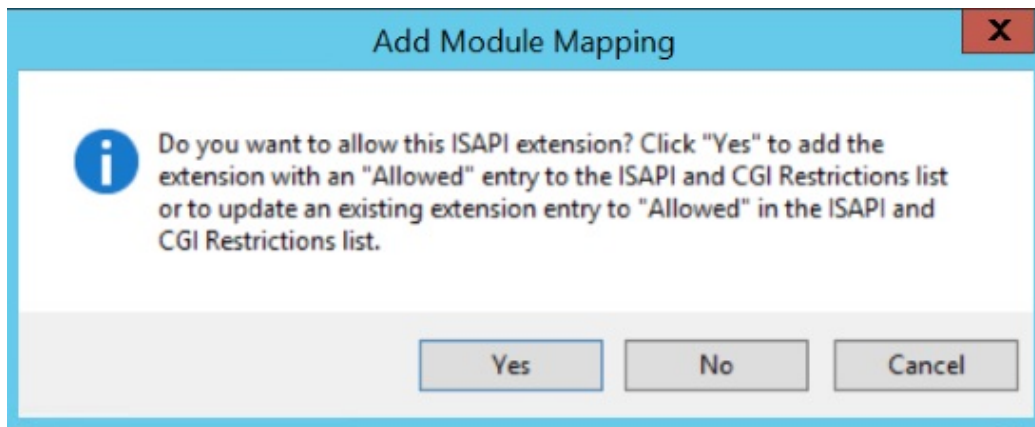 Add Module Mapping
X
Do you want to allow this ISAPI extension? Click "Yes" to add the
extension with an "Allowed" entry to the ISAPI and CGI Restrictions list
or to update an existing extension entry to "Allowed" in the ISAPI and
CGI Restrictions list.
Yes
No
Cancel